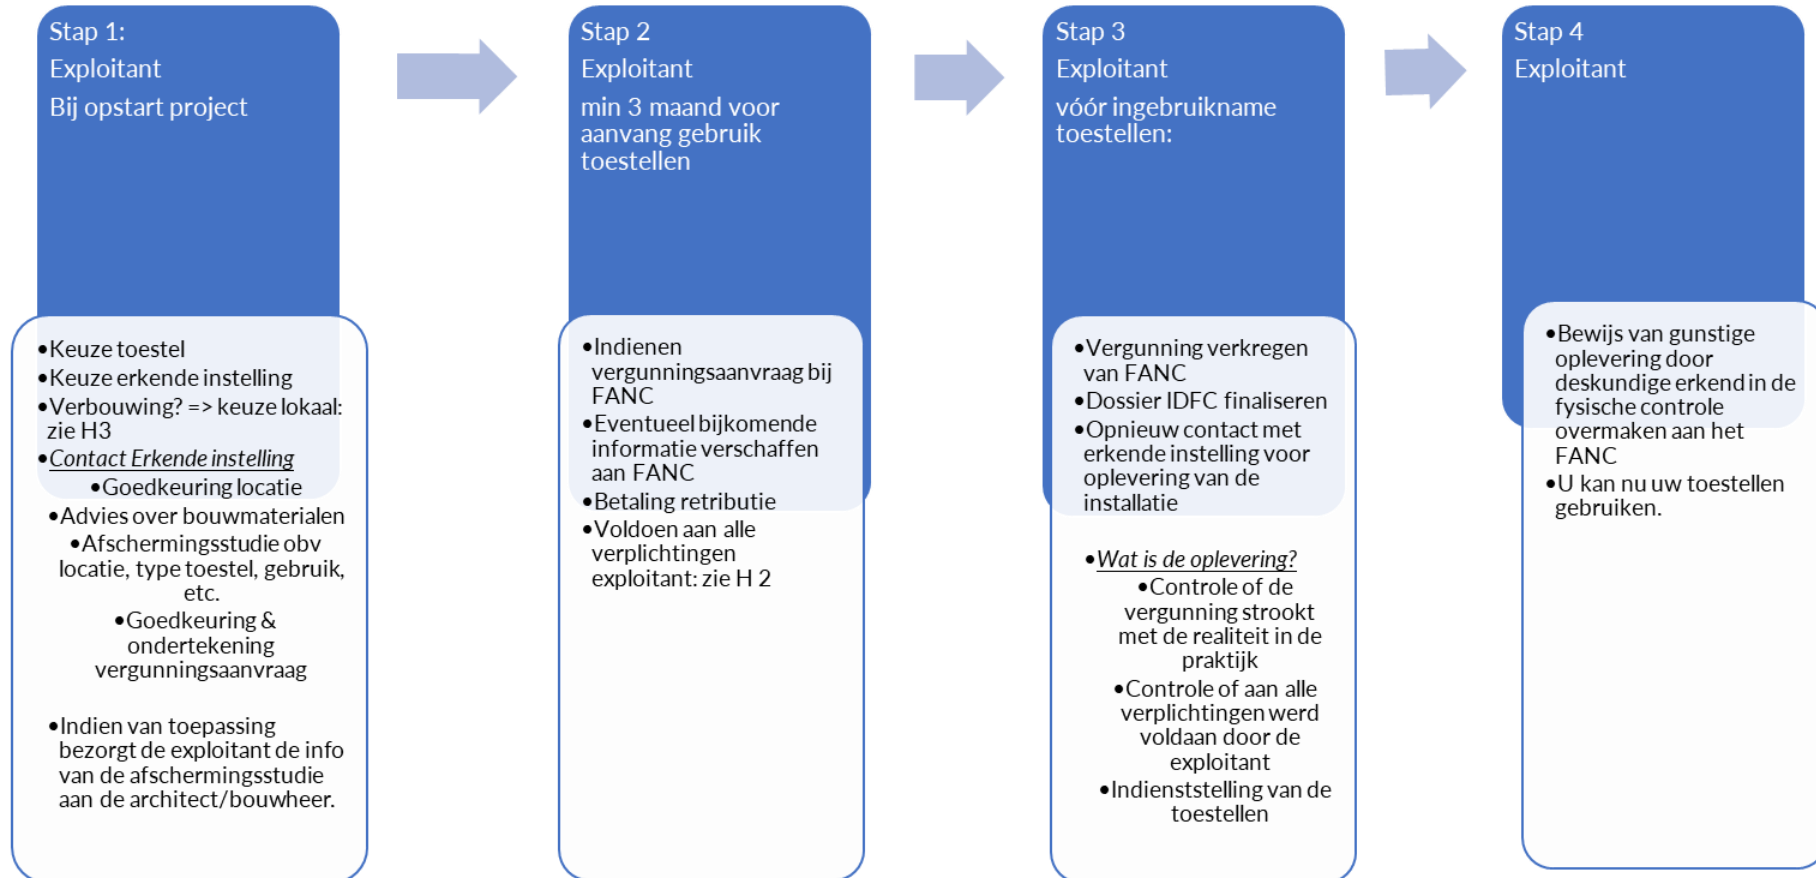 Stap 1:
Exploitant
Bij opstart project
•Keuze toestel
•Keuze erkende instelling
•Verbouwing? => keuze lokaal:
zie H3
•Contact Erkende instelling
•Goedkeuring locatie
•Advies over bouwmaterialen
•Afschermingsstudie obv
locatie, type toestel, gebruik,
etc.
•Goedkeuring &
ondertekening
vergunningsaanvraag
•Indien van toepassing
bezorgt de exploitant de info
van de afschermingsstudie
aan de architect/bouwheer.
Stap 2
Exploitant
min 3 maand voor
aanvang gebruik
toestellen
•Indienen
vergunningsaanvraag bij
FANC
•Eventueel bijkomende
informatie verschaffen
aan FANC
•Betaling retributie
•Voldoen aan alle
verplichtingen
exploitant: zie H 2
Stap 3
Exploitant
vóór ingebruikname
toestellen:
•Vergunning verkregen
van FANC
•Dossier IDFC finaliseren
•Opnieuw contact met
erkende instelling voor
oplevering van de
installatie
•Wat is de oplevering?
•Controle of de
vergunning strookt
met de realiteit in de
praktijk
•Controle of aan alle
verplichtingen werd
voldaan door de
exploitant
•Indienststelling van de
toestellen
Stap 4
Exploitant
•Bewijs van gunstige
oplevering door
deskundige erkend in de
fysische controle
overmaken aan het
FANC
•U kan nu uw toestellen
gebruiken.